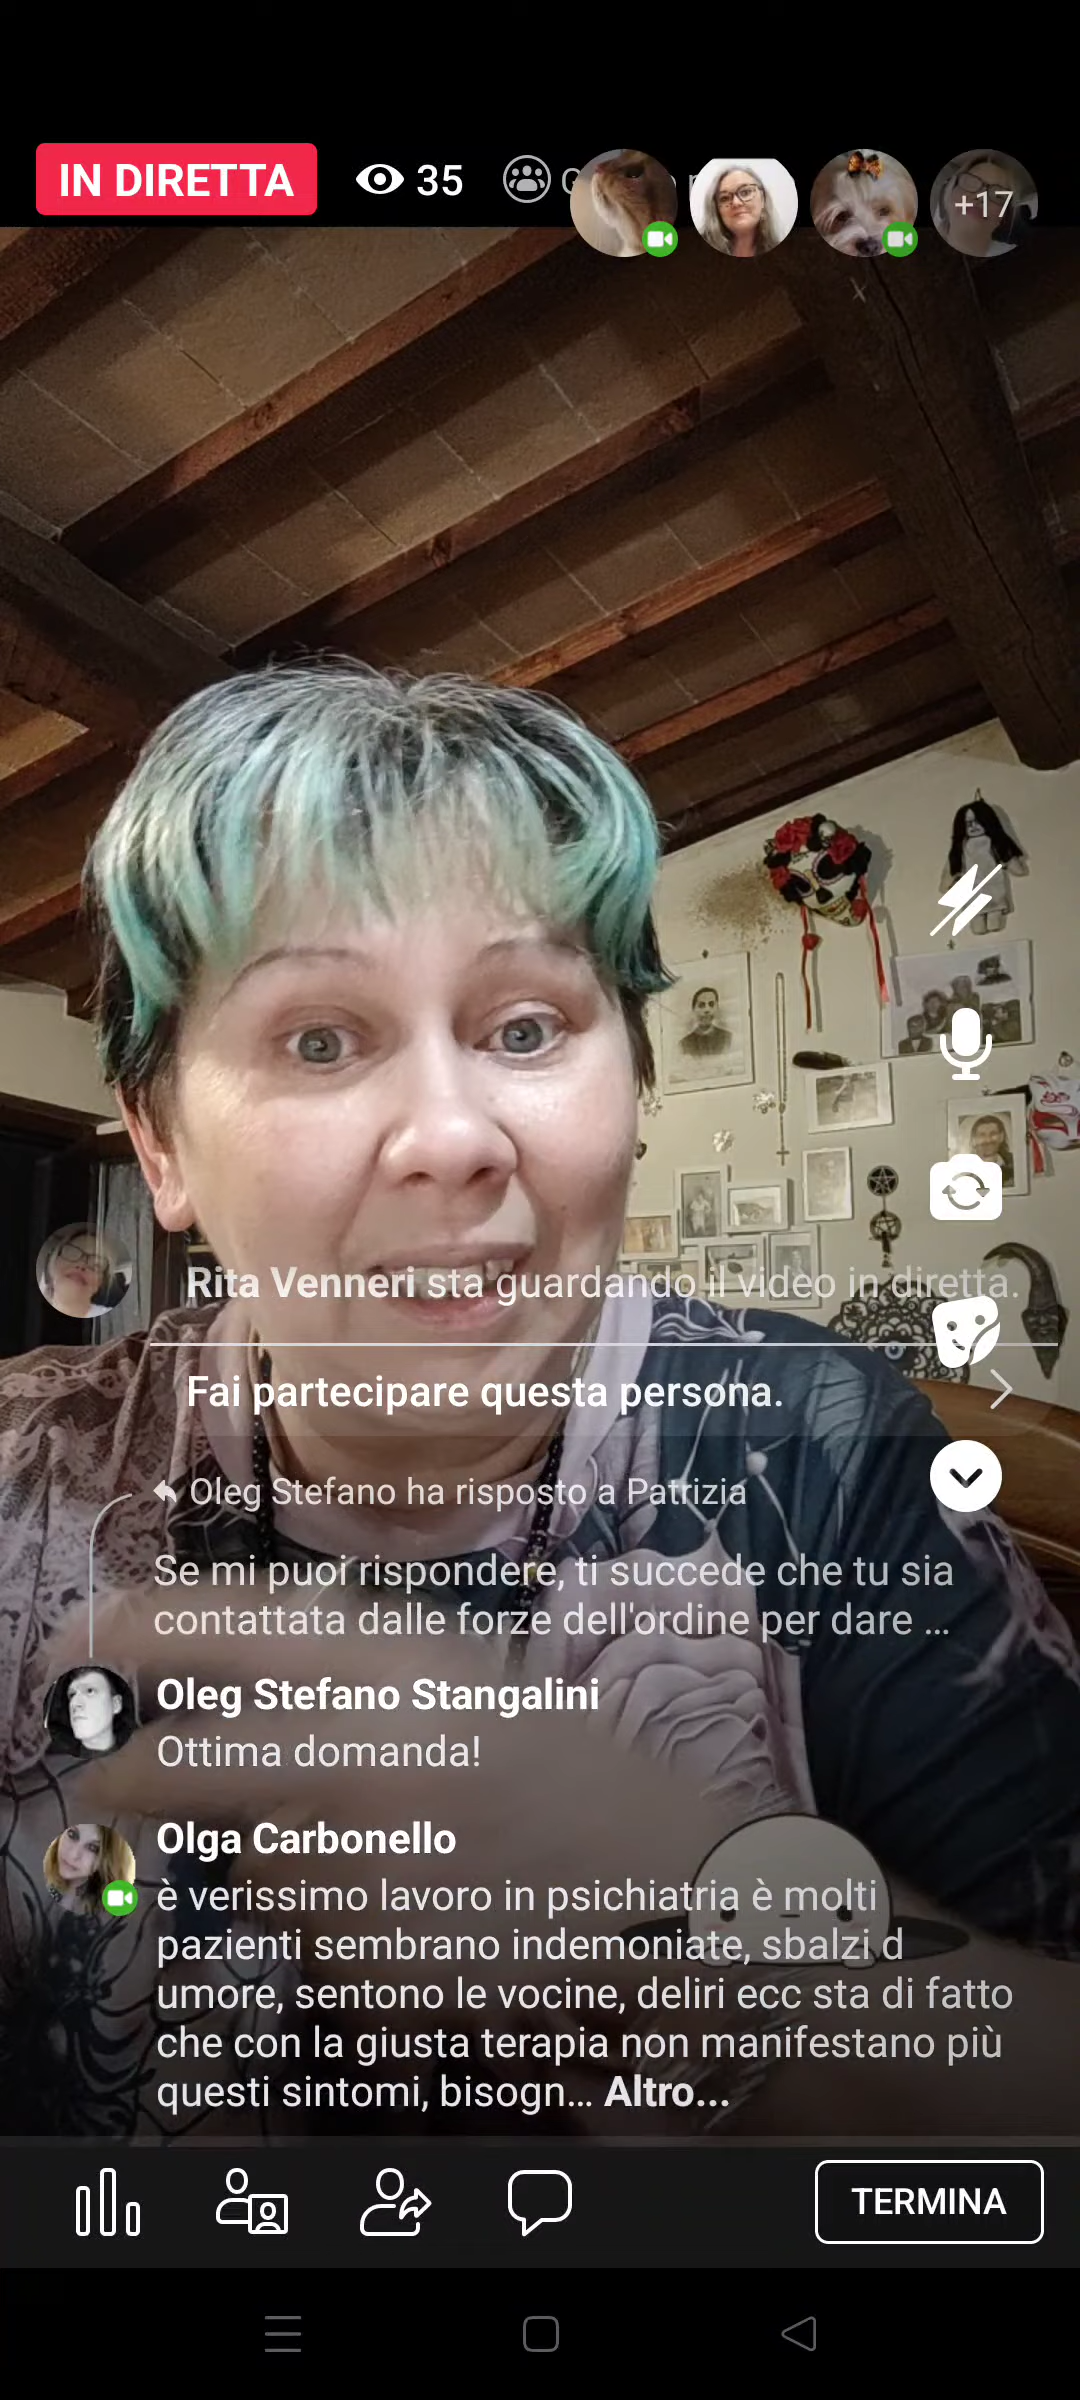 IN DIRETTA
35
+17
Rita Venneri sta guardando il video in diretta.
Fai partecipare questa persona.
Oleg Stefano ha risposto a Patrizia
Se mi puoi rispondere, ti succede che tu sia
contattata dalle forze dell'ordine per dare ...
Oleg Stefano Stangalini
Ottima domanda!
Olga Carbonello
è verissimo lavoro in psichiatria è molti
pazienti sembrano indemoniate, sbalzi d
umore, sentono le vocine, deliri ecc sta di fatto
che con la giusta terapia non manifestano più
questi sintomi, bisogn... Altro...
TERMINA